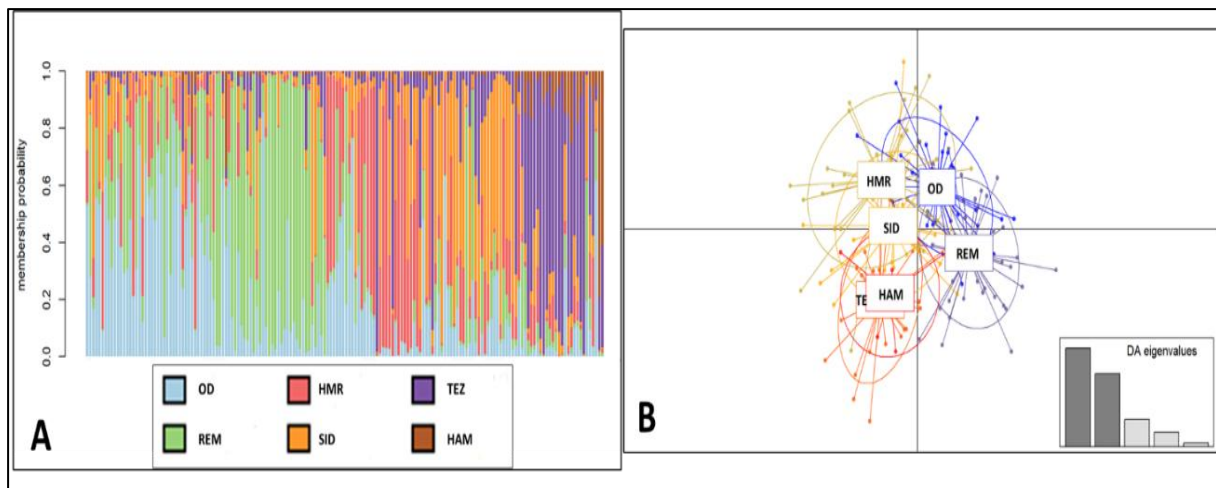 1.0
0.8
0.6
0.4
0.2
0.0
membership probability
OD HMR TEZ
REM SID HAM
A
HMR OD
SID
REM
TE HAM
DA eigenvalues
B